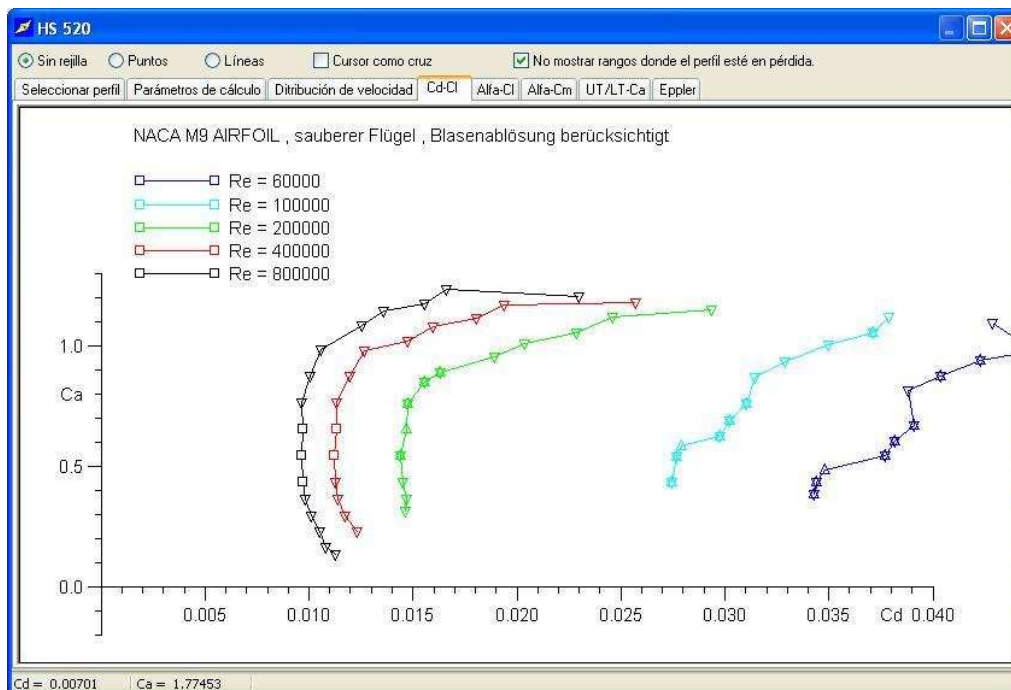 HS 520
Sin rejilla Puntos Líneas Cursor como cruz No mostrar rangos donde el perfil esté en pérdida.
Seleccionar perfil Parámetros de cálculo Ditribución de velocidad Cd-Cl Alfa-Cl Alfa-Cm UT/LT-Ca Eppler
NACA M9 AIRFOIL , sauberer Flügel , Blasenablösung berücksichtigt
Re = 60000
Re = 100000
Re = 200000
Re = 400000
Re = 800000
1.0
Ca
0.5
0.0
0.005 0.010 0.015 0.020 0.025 0.030 0.035 Cd 0.040
Cd = 0.00701 Ca = 1.77453